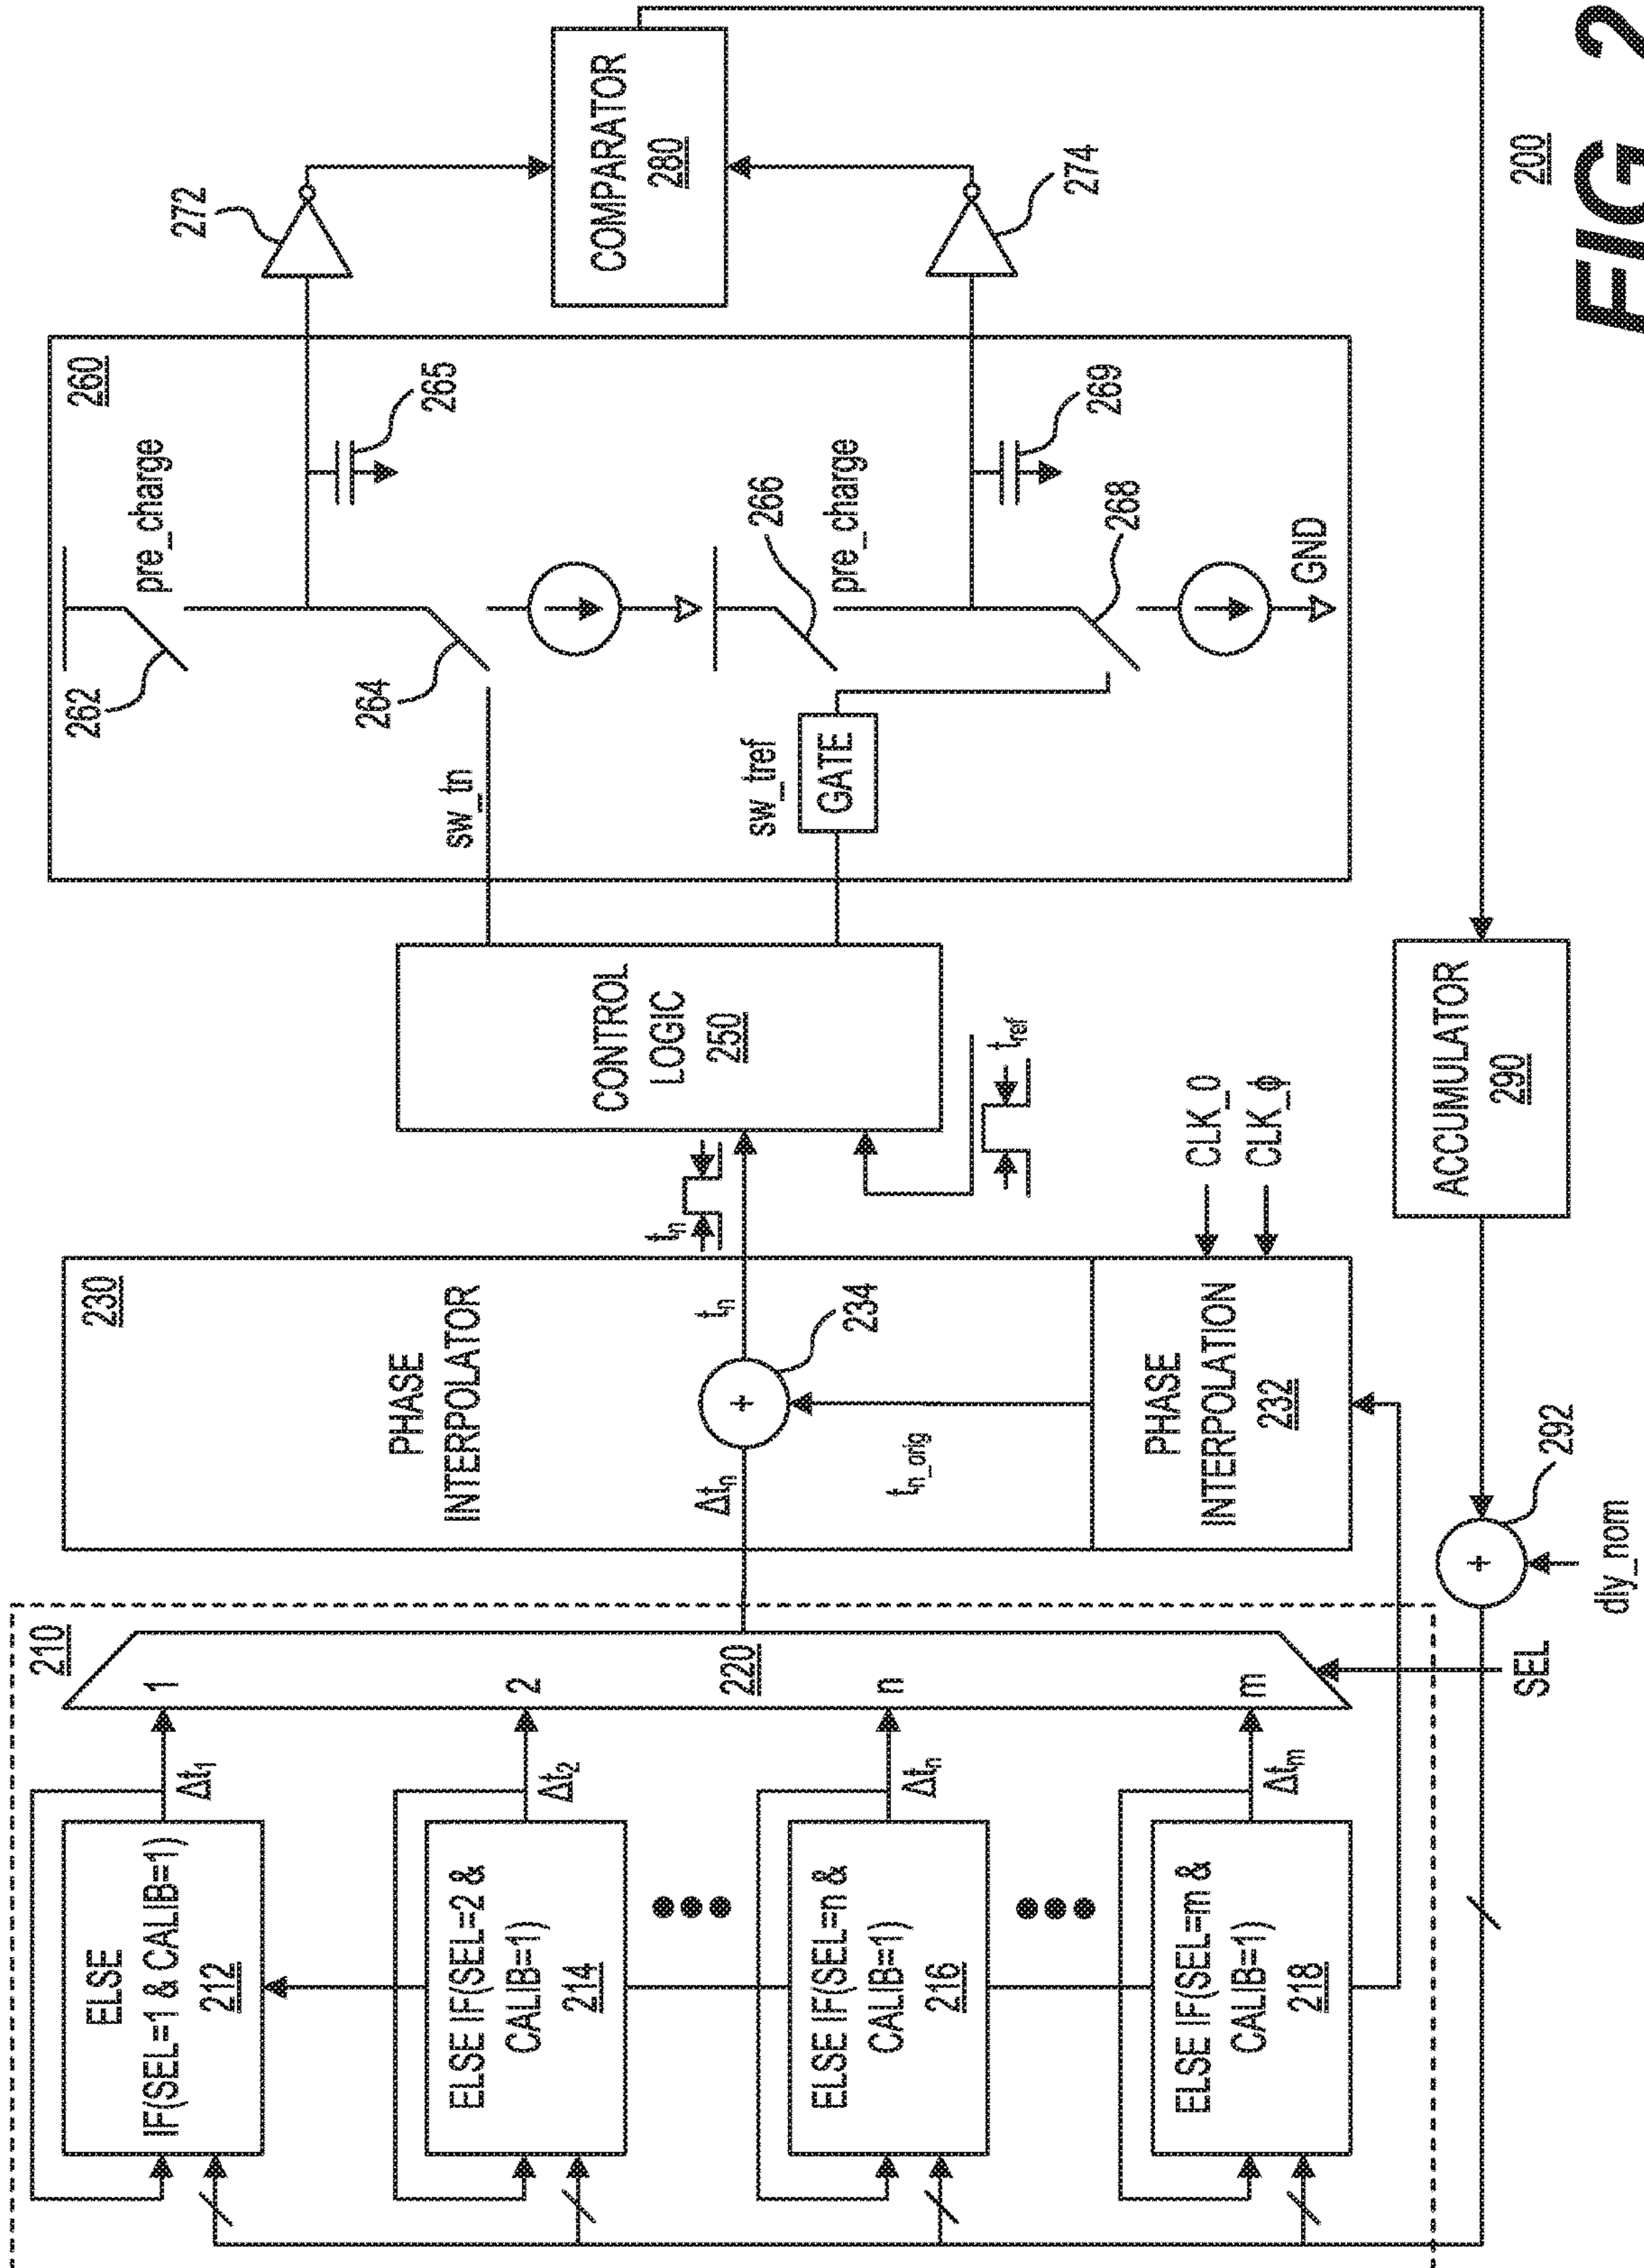 210
ELSE
IF(SEL=1 & CALIB=1)
212
Δt1
1
ELSE IF(SEL=2 &
CALIB=1)
214
Δt2
2
ELSE IF(SEL=n &
CALIB=1)
216
Δtn
n
ELSE IF(SEL=m &
CALIB=1)
218
Δtm
m
220
SEL
230
PHASE
INTERPOLATOR
Δtn
+
tn
234
tn_orig
PHASE
INTERPOLATION
232
CLK_0
CLK_ϕ
tn
tref
CONTROL
LOGIC
250
260
262
pre_charge
264
265
sw_tn
sw_tref
GATE
266
pre_charge
268
269
GND
272
274
COMPARATOR
280
ACCUMULATOR
290
+
292
dly_nom
200
FIG 2